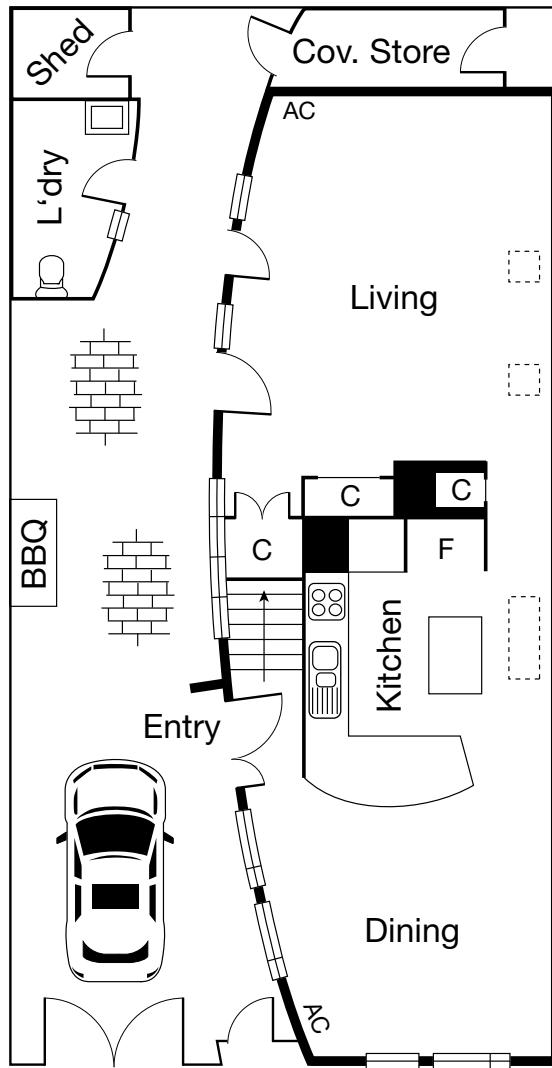 Shed
Cov. Store
AC
L'dry
Living
C
C
C
F
BBQ
Kitchen
Entry
Dining
AC